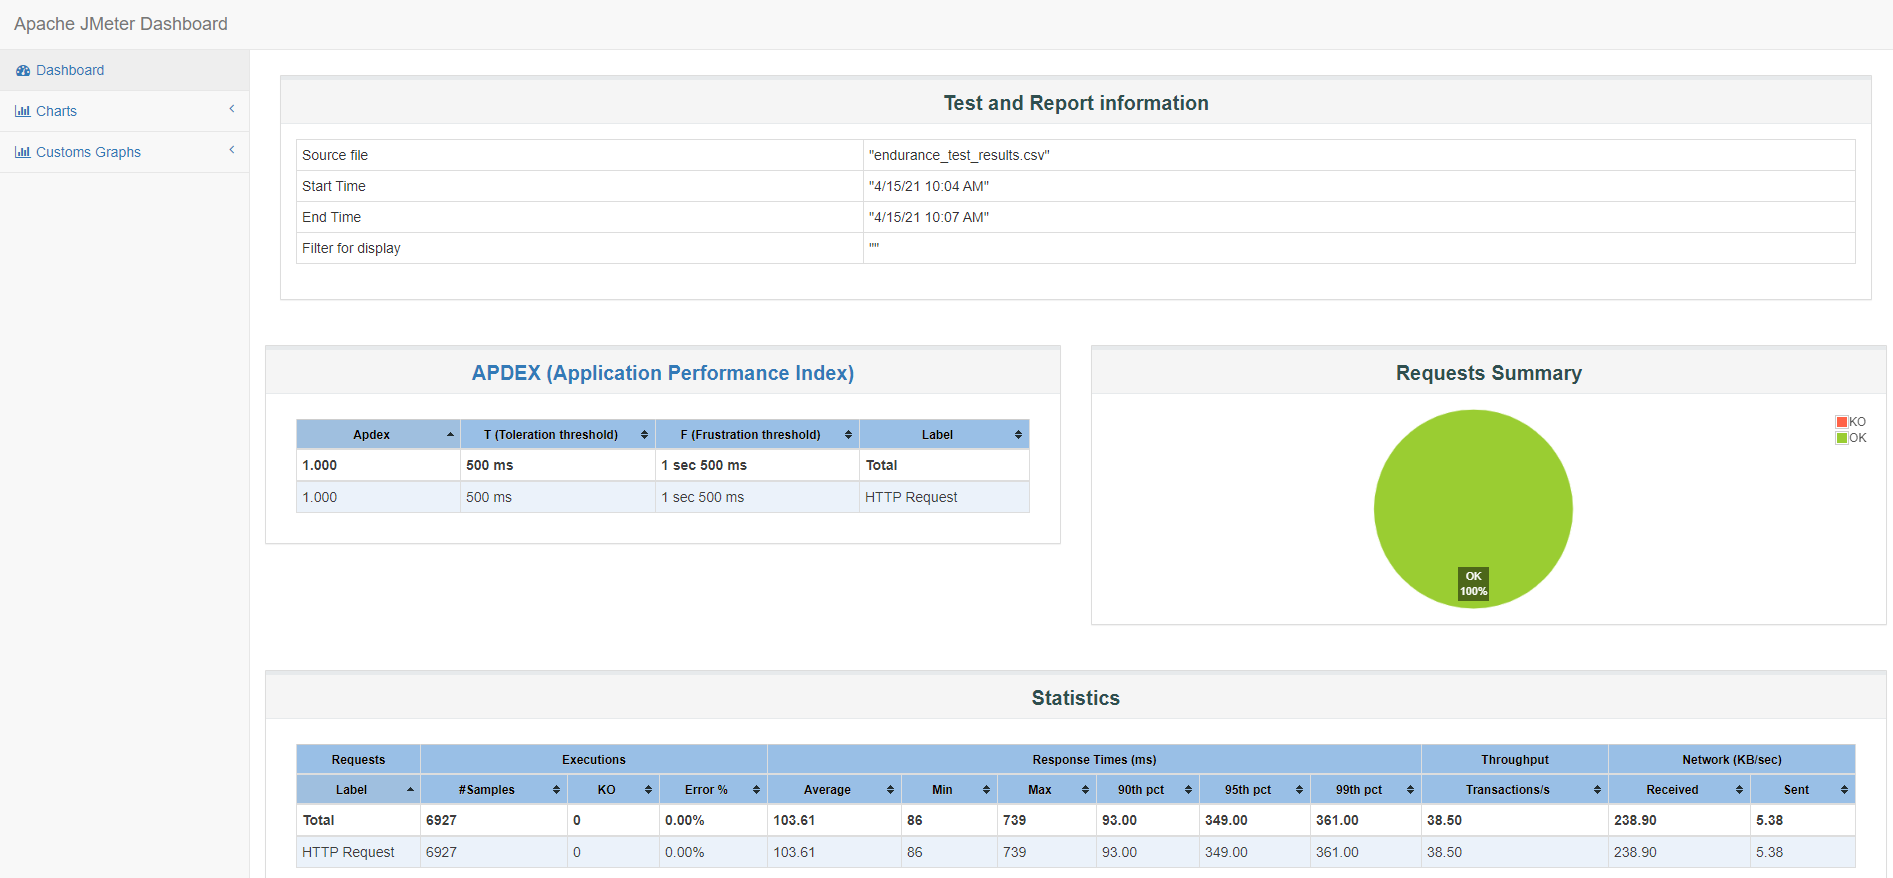 Apache JMeter Dashboard
Dashboard
Charts
Customs Graphs
Test and Report information
Source file "endurance_test_results.csv"
Start Time "4/15/21 10:04 AM"
End Time "4/15/21 10:07 AM"
Filter for display ""
APDEX (Application Performance Index)
Apdex T (Toleration threshold) F (Frustration threshold) Label
1.000 500 ms 1 sec 500 ms Total
1.000 500 ms 1 sec 500 ms HTTP Request
Requests Summary
KO
OK
OK
100%
Statistics
Requests Executions Response Times (ms) Throughput Network (KB/sec)
Label #Samples KO Error % Average Min Max 90th pct 95th pct 99th pct Transactions/s Received Sent
Total 6927 0 0.00% 103.61 86 739 93.00 349.00 361.00 38.50 238.90 5.38
HTTP Request 6927 0 0.00% 103.61 86 739 93.00 349.00 361.00 38.50 238.90 5.38